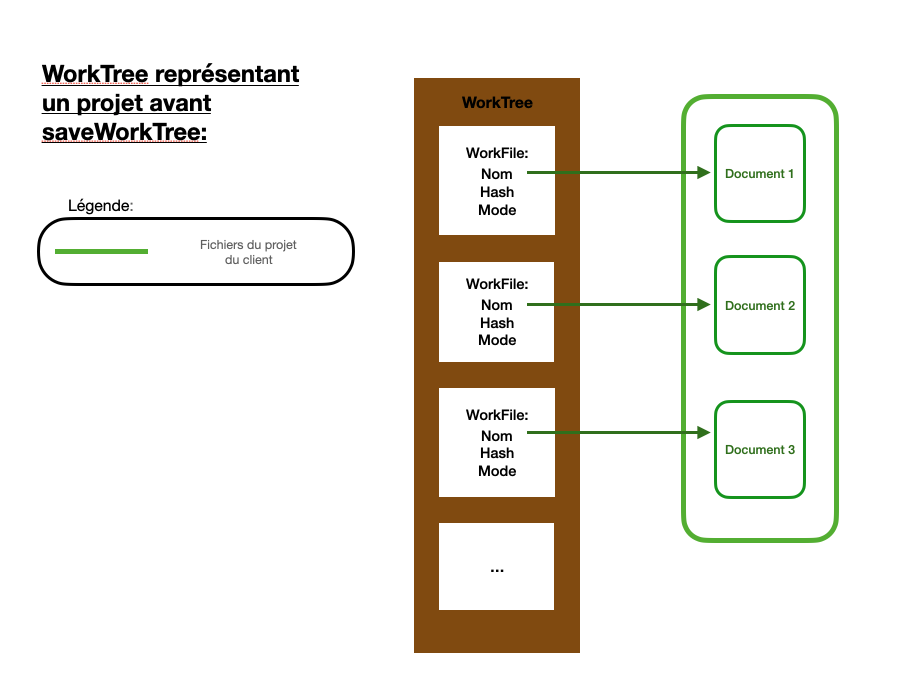 WorkTree représentant
un projet avant
saveWorkTree:
Légende:
Fichiers du projet
du client
WorkTree
WorkFile:
Nom
Hash
Mode
Document 1
WorkFile:
Nom
Hash
Mode
Document 2
WorkFile:
Nom
Hash
Mode
Document 3
...